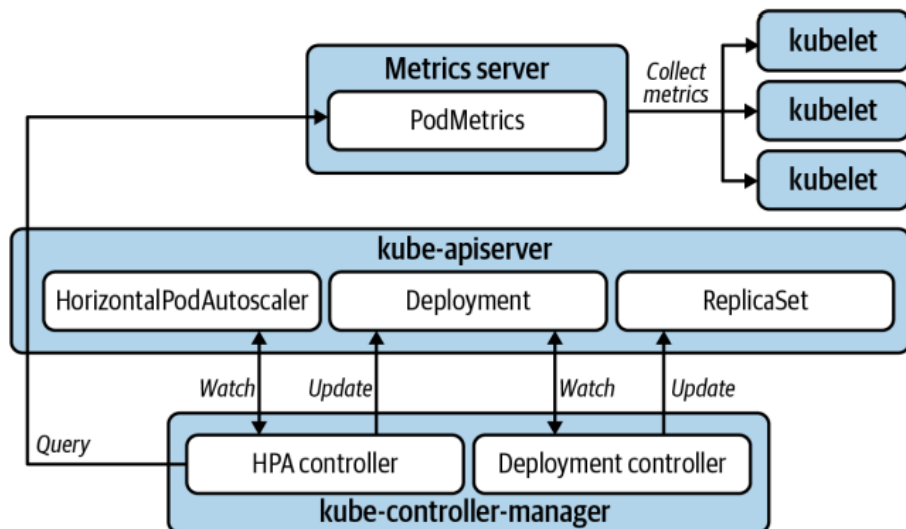 kubelet
Metrics server
Collect
metrics
PodMetrics
kubelet
kubelet
kube-apiserver
HorizontalPodAutoscaler
Deployment
ReplicaSet
Watch
Update
Watch
Update
Query
HPA controller
Deployment controller
kube-controller-manager